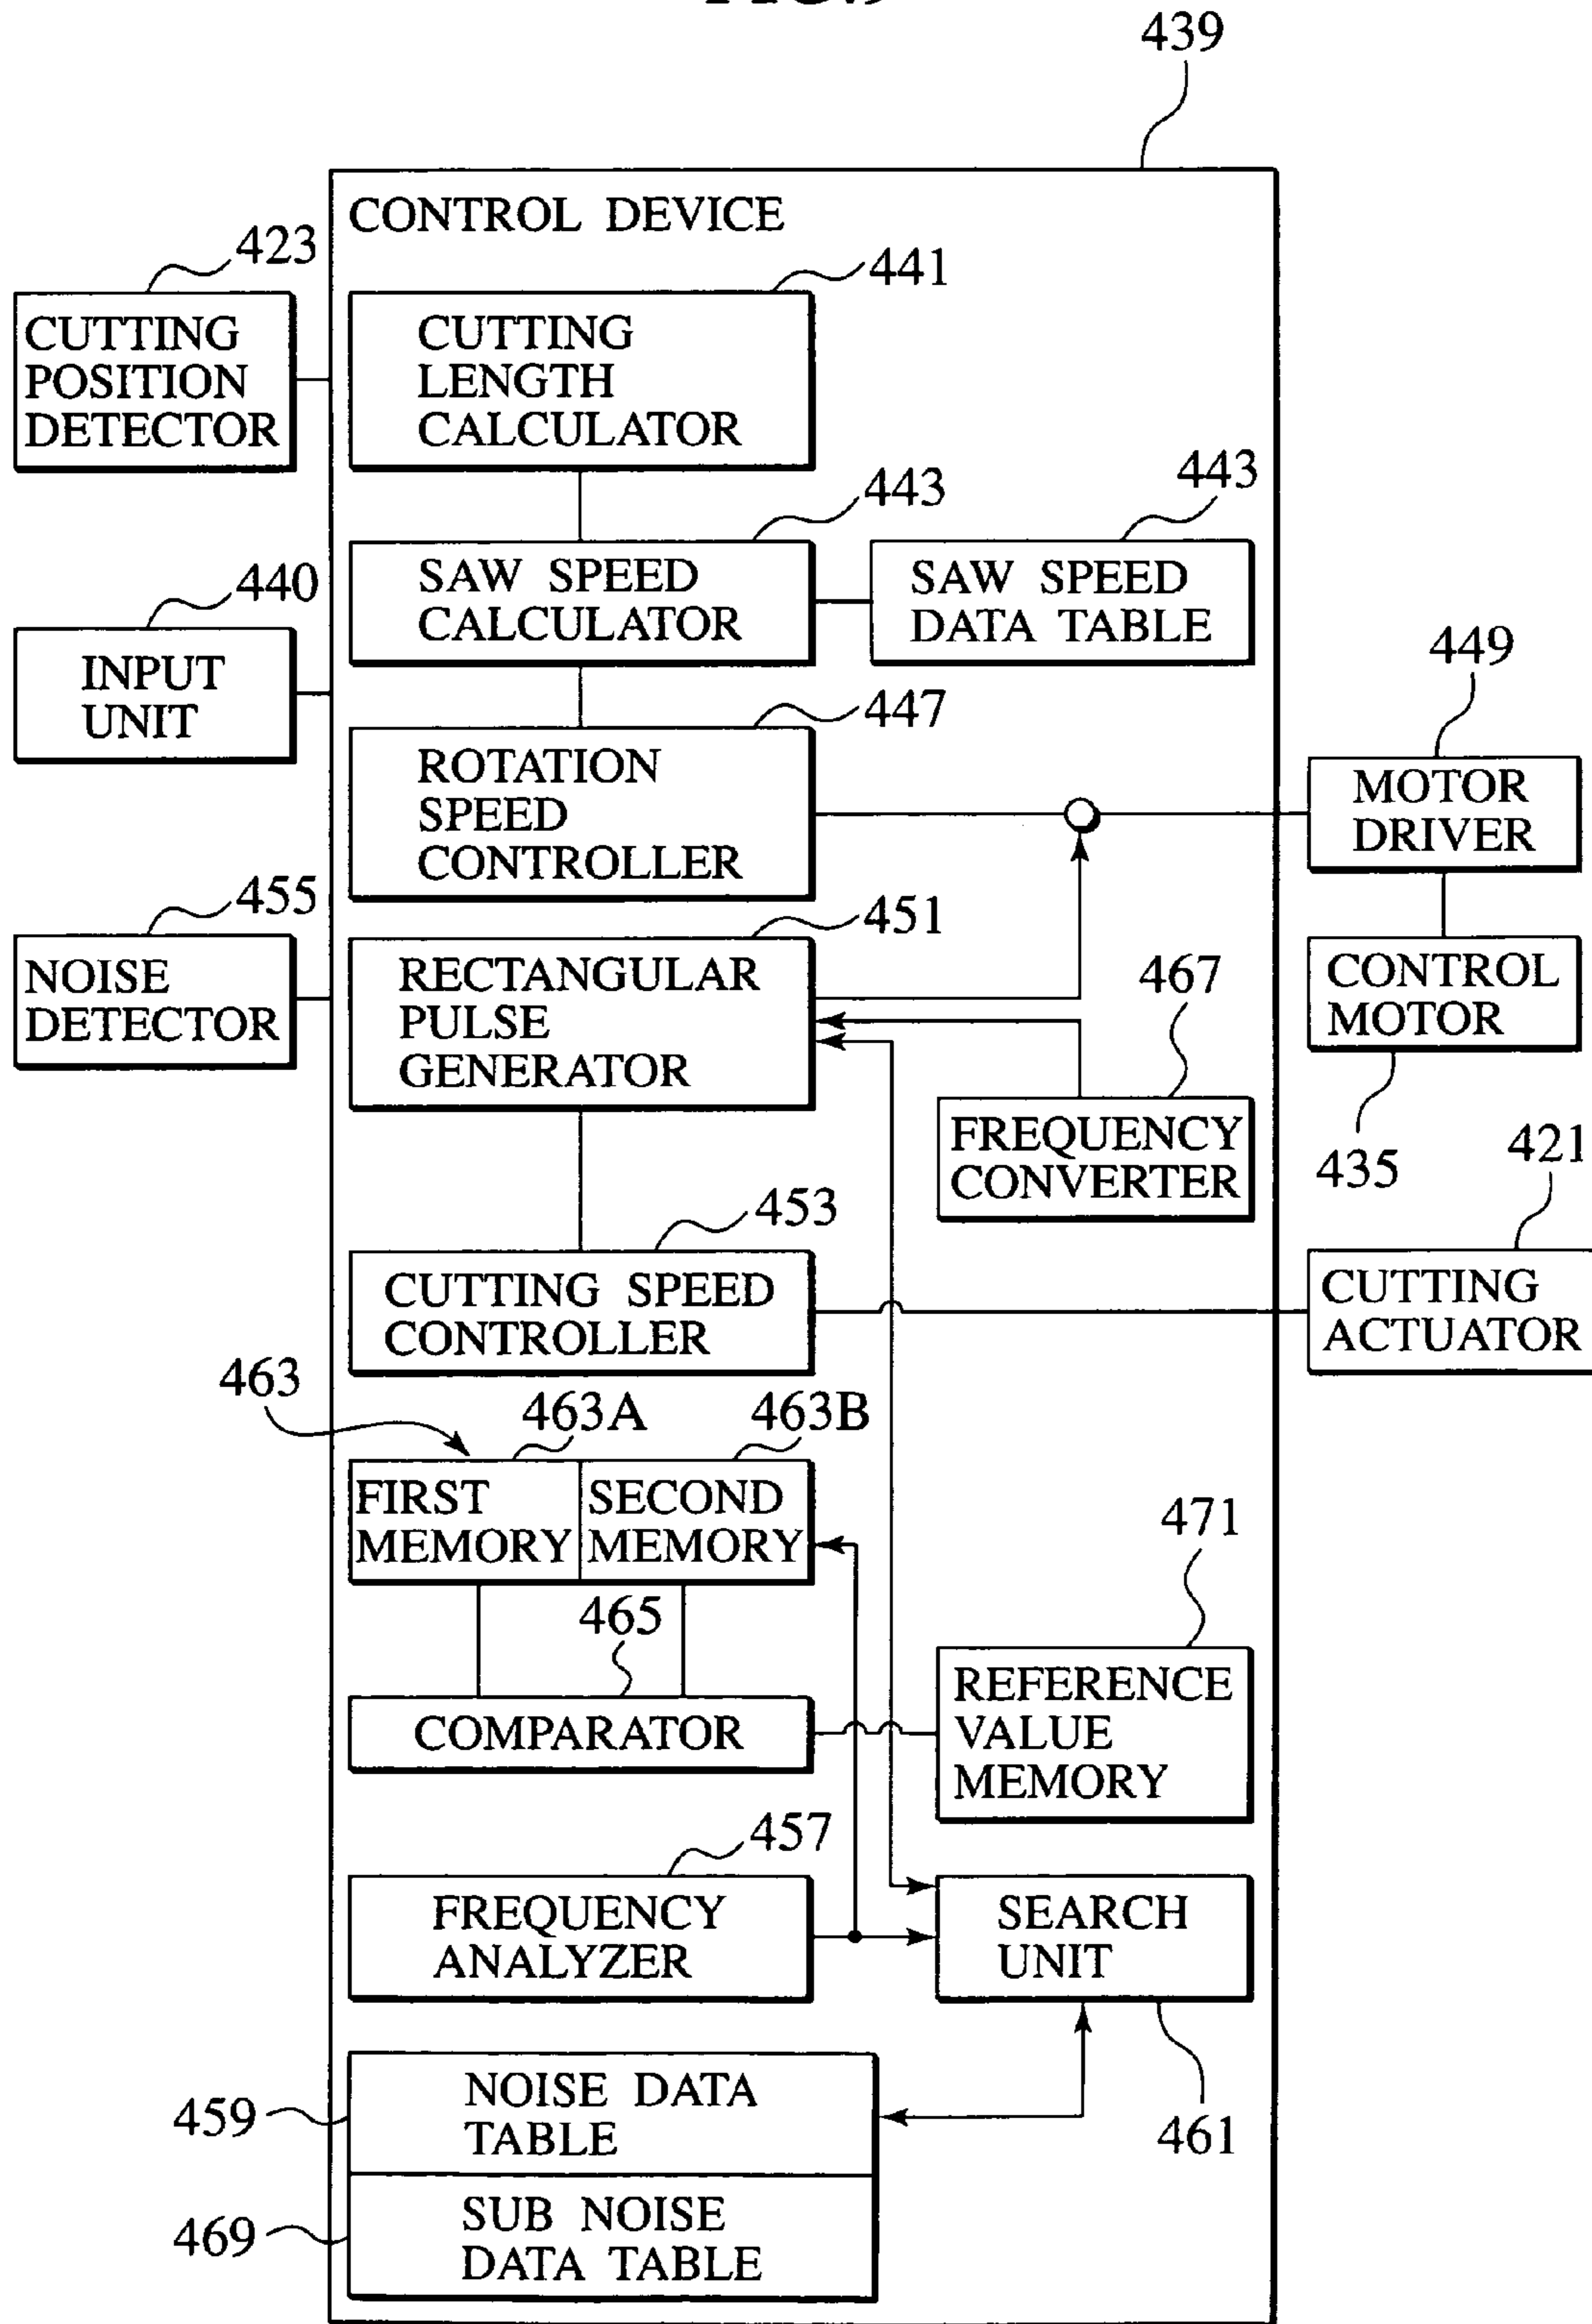 439
CONTROL DEVICE
423
CUTTING
POSITION
DETECTOR
441
CUTTING
LENGTH
CALCULATOR
443
SAW SPEED
CALCULATOR
443
SAW SPEED
DATA TABLE
440
INPUT
UNIT
447
ROTATION
SPEED
CONTROLLER
449
MOTOR
DRIVER
455
NOISE
DETECTOR
451
RECTANGULAR
PULSE
GENERATOR
467
FREQUENCY
CONVERTER
CONTROL
MOTOR
435
453
CUTTING SPEED
CONTROLLER
421
CUTTING
ACTUATOR
463
463A
463B
FIRST
MEMORY
SECOND
MEMORY
465
COMPARATOR
471
REFERENCE
VALUE
MEMORY
457
FREQUENCY
ANALYZER
SEARCH
UNIT
461
459
NOISE DATA
TABLE
469
SUB NOISE
DATA TABLE